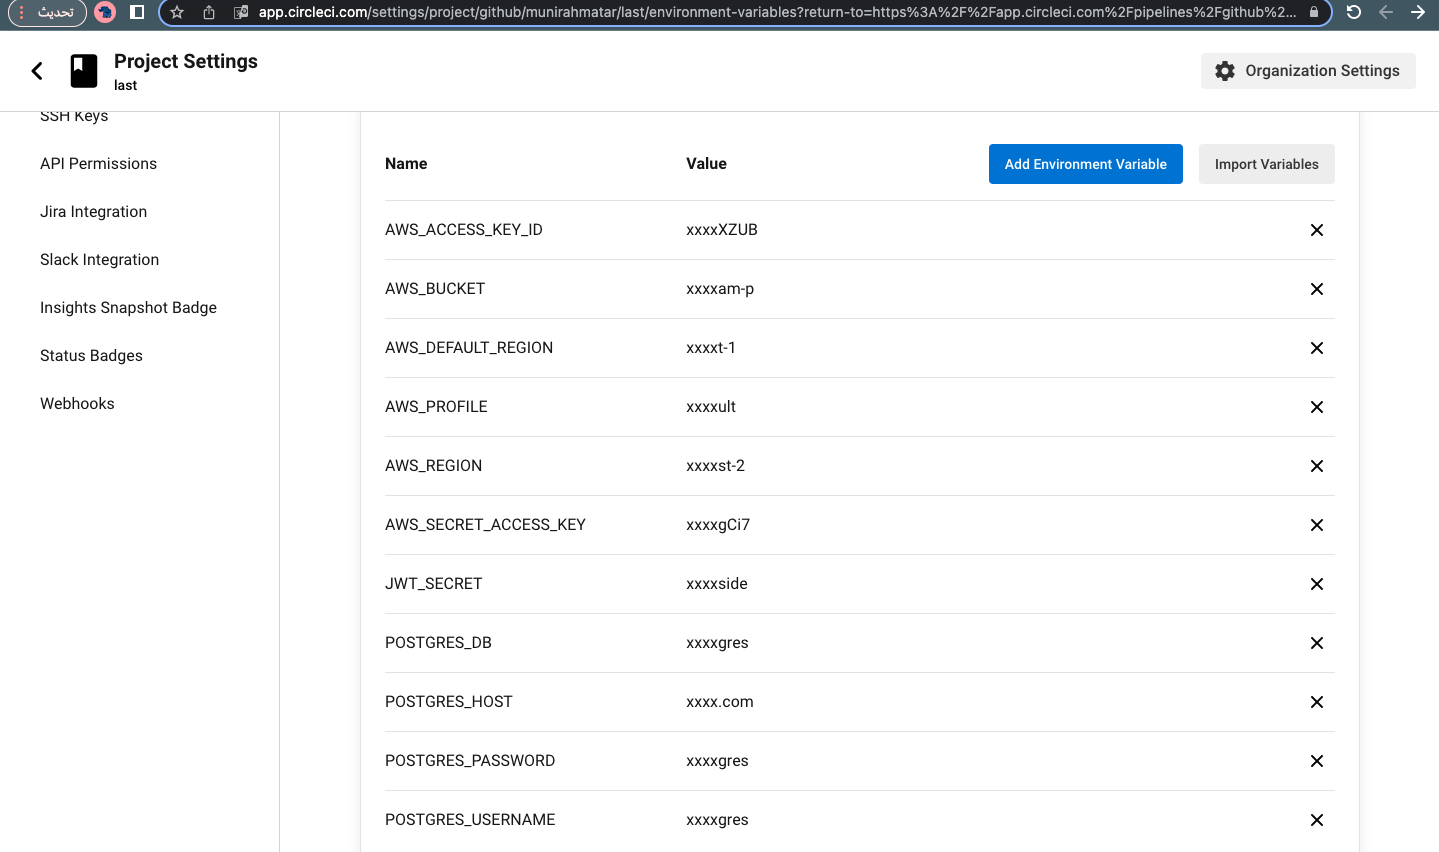 تحديث
app.circleci.com/settings/project/github/munirahmatar/last/environment-variables?return-to=https%3A%2F%2Fapp.circleci.com%2Fpipelines%2Fgithub%2...
Project Settings
last
Organization Settings
SSH Keys
API Permissions
Jira Integration
Slack Integration
Insights Snapshot Badge
Status Badges
Webhooks
Name Value Add Environment Variable Import Variables
AWS_ACCESS_KEY_ID xxxxXZUB
AWS_BUCKET xxxxam-p
AWS_DEFAULT_REGION xxxxt-1
AWS_PROFILE xxxxult
AWS_REGION xxxxst-2
AWS_SECRET_ACCESS_KEY xxxxgCi7
JWT_SECRET xxxxside
POSTGRES_DB xxxxgres
POSTGRES_HOST xxxx.com
POSTGRES_PASSWORD xxxxgres
POSTGRES_USERNAME xxxxgres